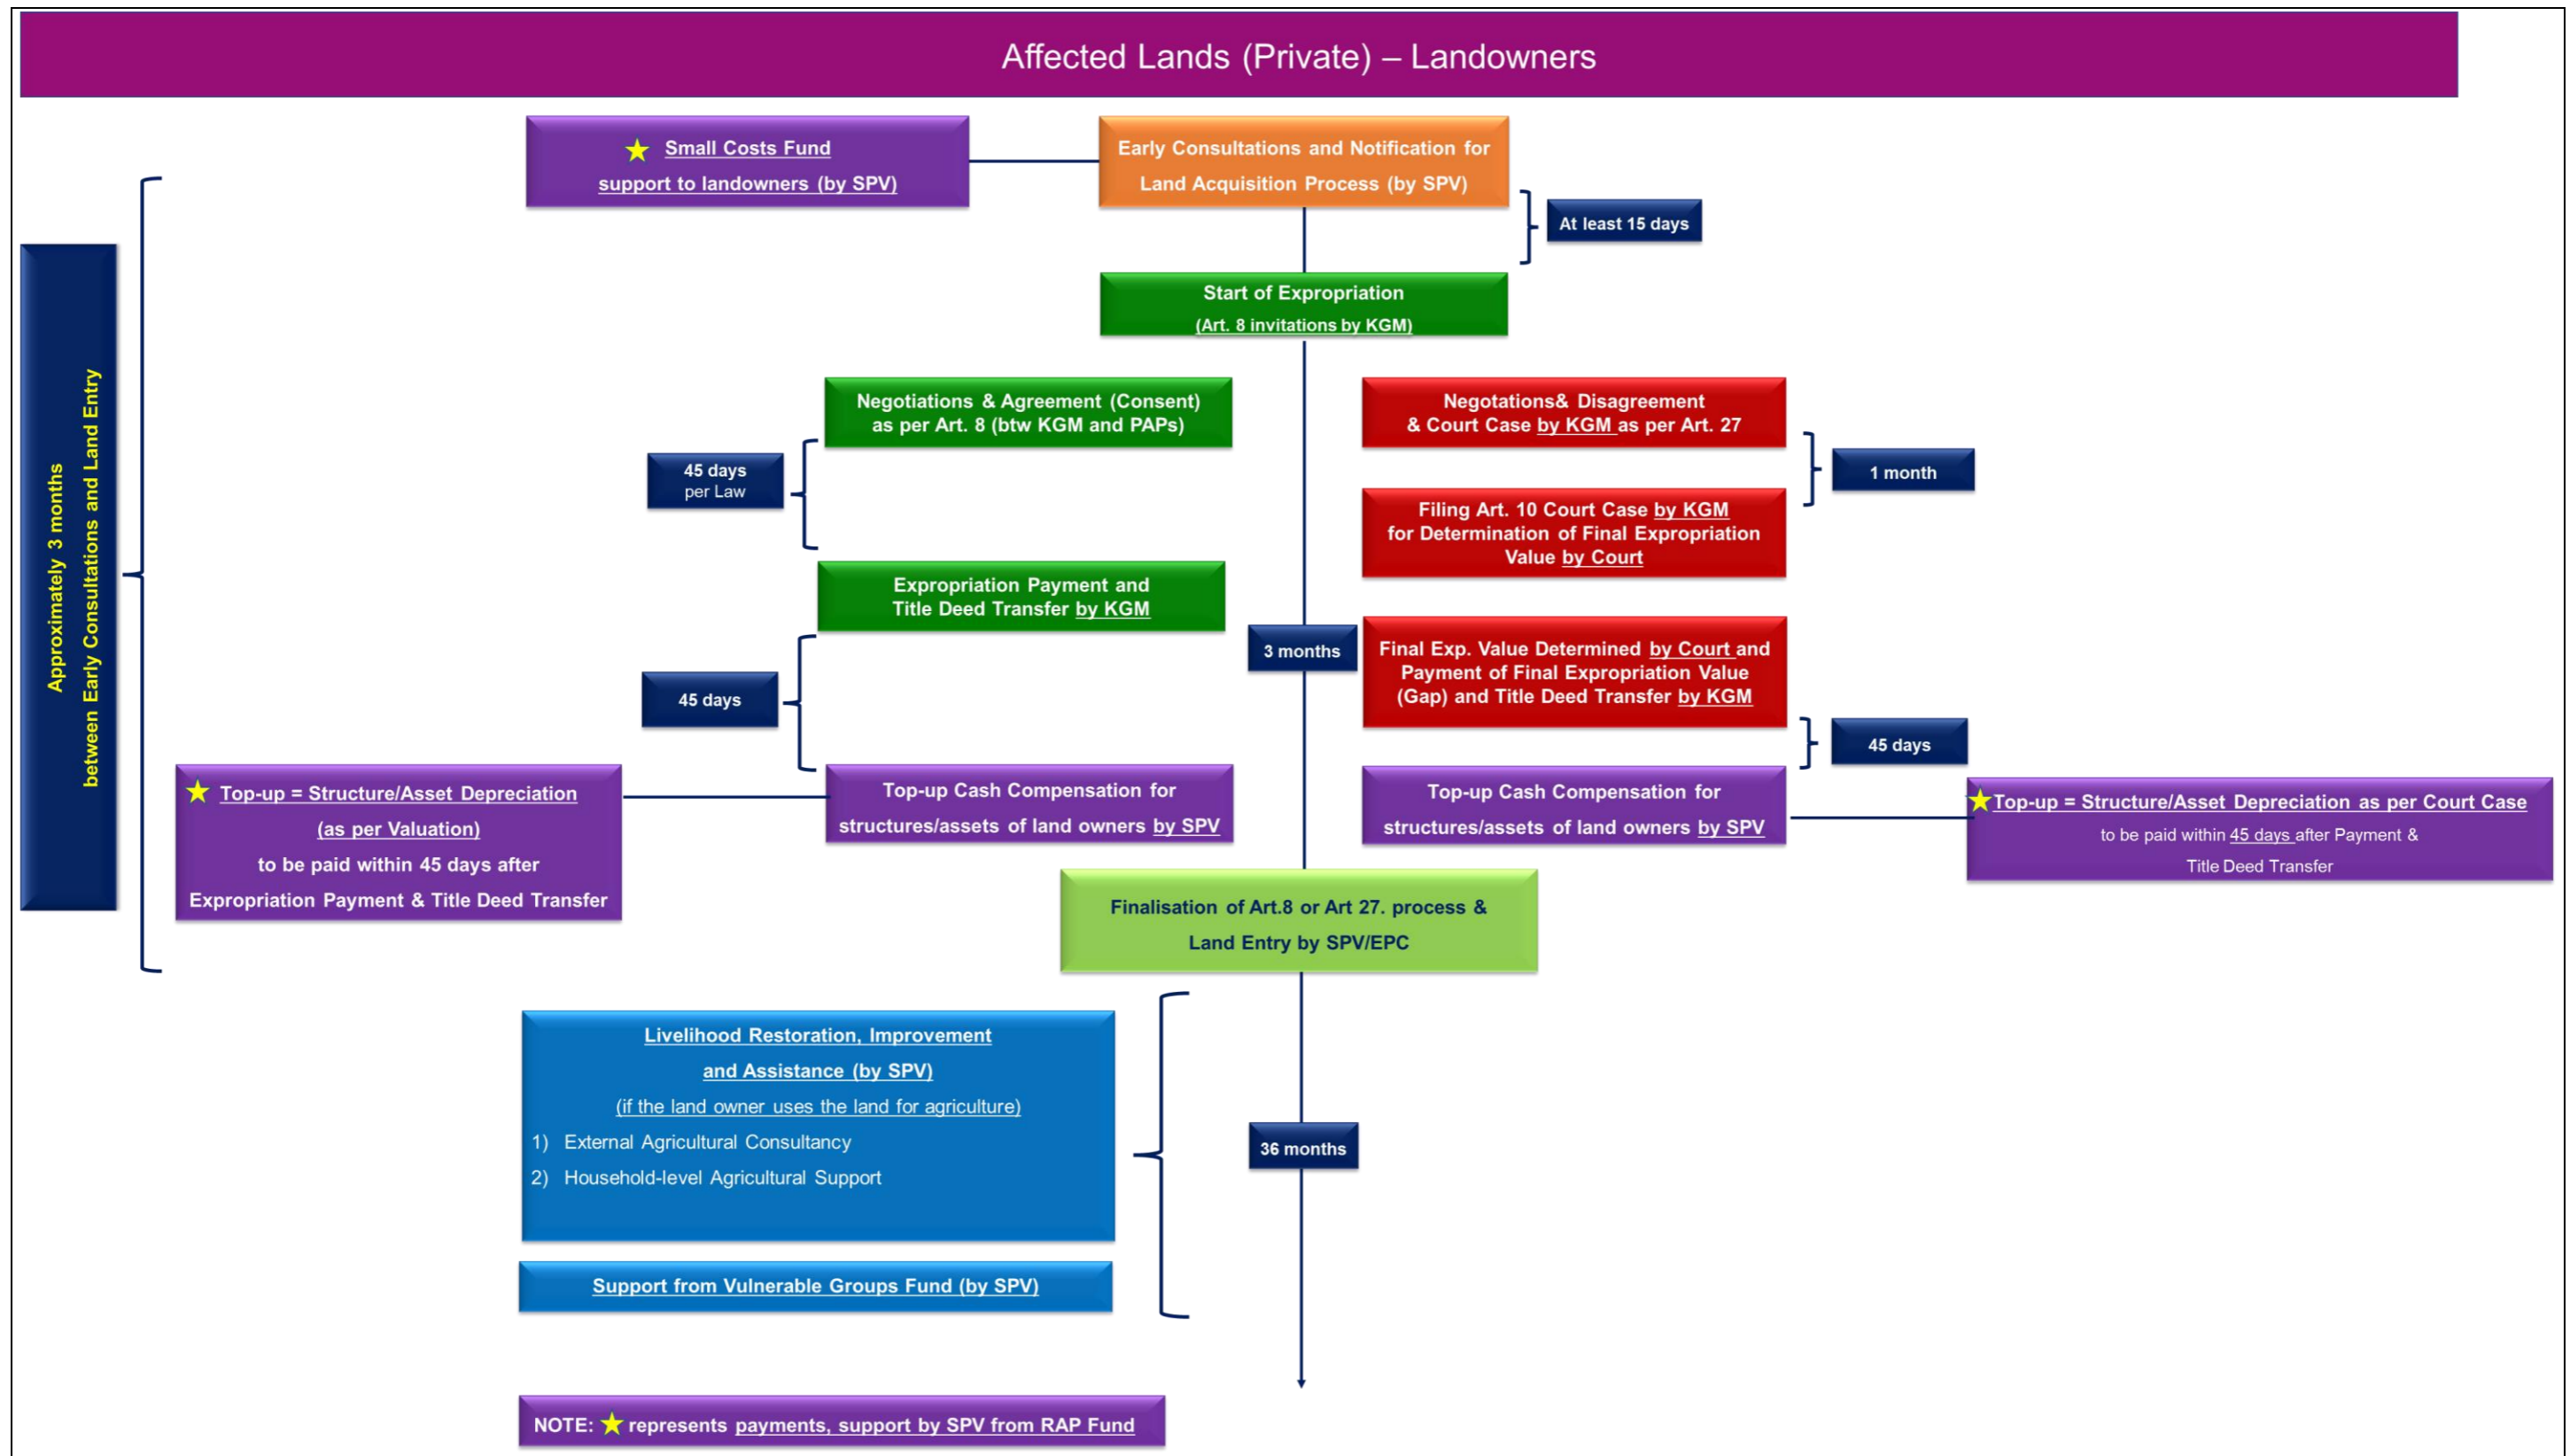 Affected Lands (Private) – Landowners
Small Costs Fund
support to landowners (by SPV)
Early Consultations and Notification for
Land Acquisition Process (by SPV)
At least 15 days
Start of Expropriation
(Art. 8 invitations by KGM)
Approximately 3 months
between Early Consultations and Land Entry
Negotiations & Agreement (Consent)
as per Art. 8 (btw KGM and PAPs)
45 days
per Law
Expropriation Payment and
Title Deed Transfer by KGM
45 days
Top-up Cash Compensation for
structures/assets of land owners by SPV
Top-up = Structure/Asset Depreciation
(as per Valuation)
to be paid within 45 days after
Expropriation Payment & Title Deed Transfer
3 months
Negotations& Disagreement
& Court Case by KGM as per Art. 27
1 month
Filing Art. 10 Court Case by KGM
for Determination of Final Expropriation
Value by Court
Final Exp. Value Determined by Court and
Payment of Final Expropriation Value
(Gap) and Title Deed Transfer by KGM
45 days
Top-up Cash Compensation for
structures/assets of land owners by SPV
Top-up = Structure/Asset Depreciation as per Court Case
to be paid within 45 days after Payment &
Title Deed Transfer
Finalisation of Art.8 or Art 27. process &
Land Entry by SPV/EPC
Livelihood Restoration, Improvement
and Assistance (by SPV)
(if the land owner uses the land for agriculture)
1) External Agricultural Consultancy
2) Household-level Agricultural Support
36 months
Support from Vulnerable Groups Fund (by SPV)
NOTE: ★ represents payments, support by SPV from RAP Fund